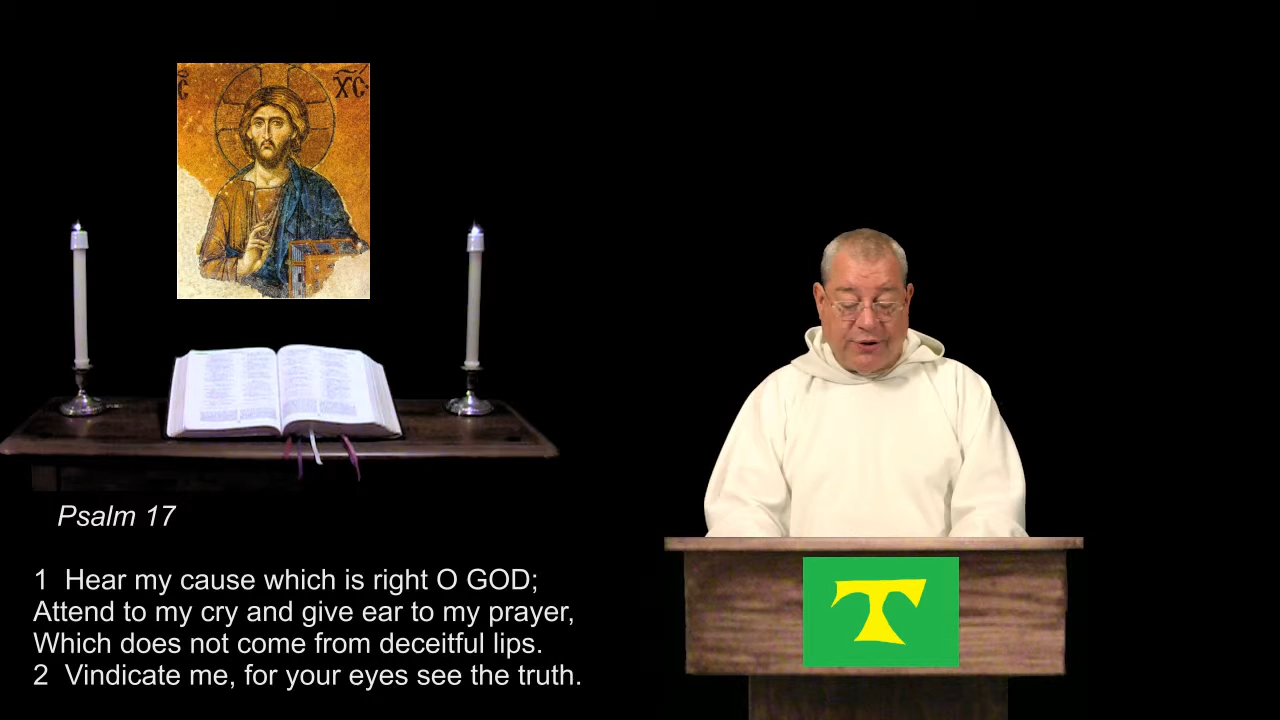 ΧC
Psalm 17
1 Hear my cause which is right O GOD;
Attend to my cry and give ear to my prayer,
Which does not come from deceitful lips.
2 Vindicate me, for your eyes see the truth.
T